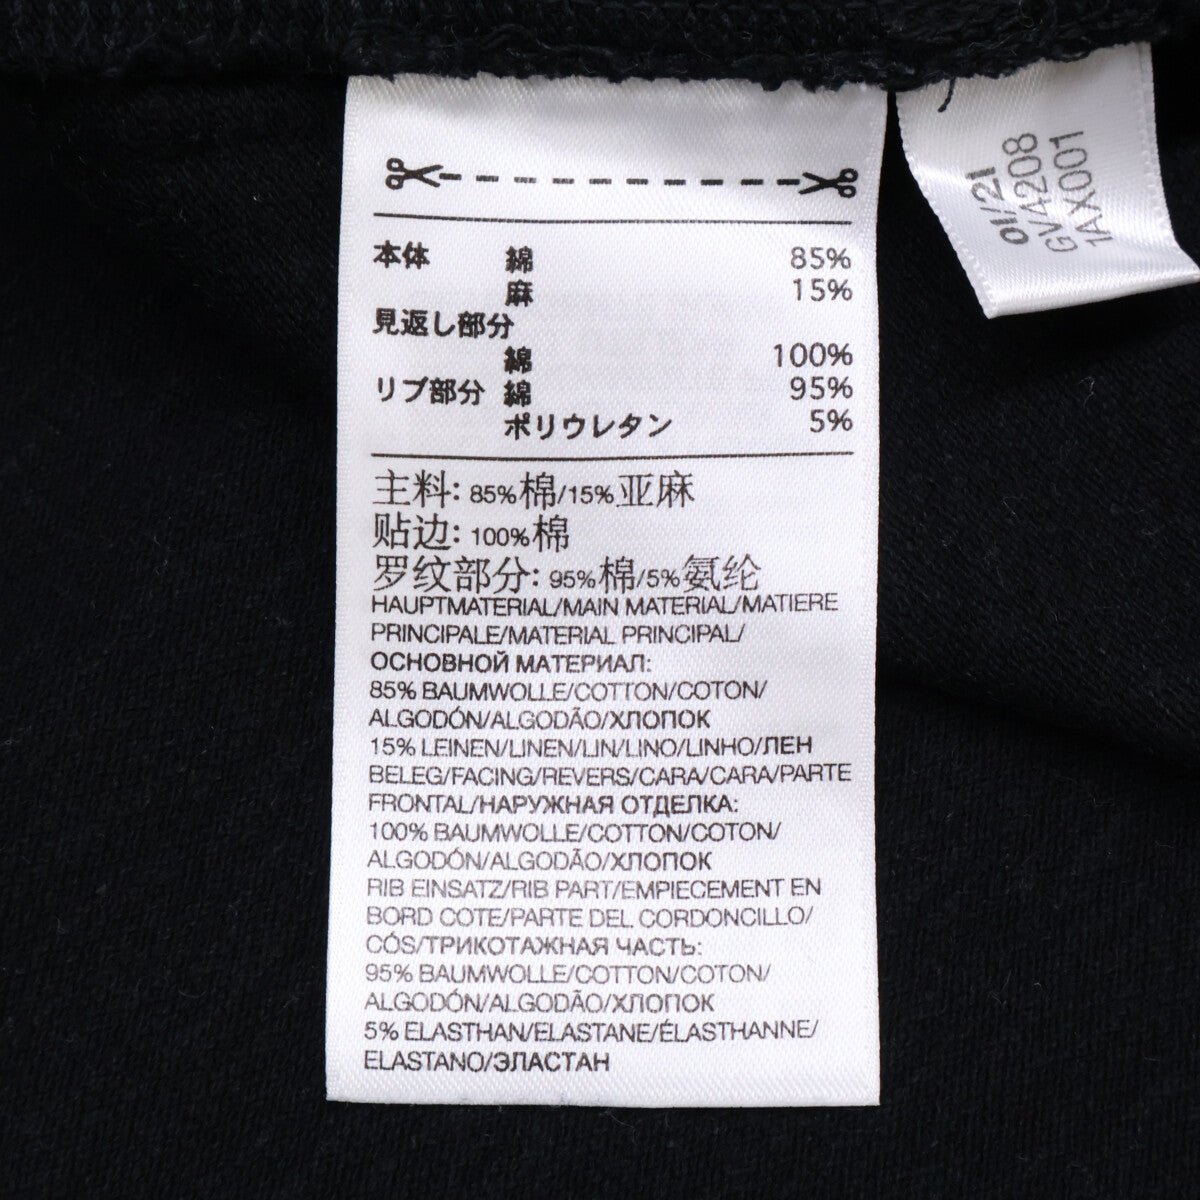 本体 綿 85%
麻 15%
見返し部分
綿 100%
リブ部分 綿 95%
ポリウレタン 5%
主料: 85%棉/15%亚麻
贴边: 100%棉
罗纹部分: 95%棉/5%氨纶
HAUPTMATERIAL/MAIN MATERIAL/MATIERE
PRINCIPALE/MATERIAL PRINCIPAL/
ОСНОВНОЙ МАТЕРИАЛ:
85% BAUMWOLLE/COTTON/COTON/
ALGODÓN/ALGODÃO/ХЛОПОК
15% LEINEN/LINEN/LIN/LINO/LINHO/ЛЕН
BELEG/FACING/REVERS/CARA/CARA/PARTE
FRONTAL/НАРУЖНАЯ ОТДЕЛКА:
100% BAUMWOLLE/COTTON/COTON/
ALGODÓN/ALGODÃO/ХЛОПОК
RIB EINSATZ/RIB PART/EMPIECEMENT EN
BORD COTE/PARTE DEL CORDONCILLO/
CÓS/ТРИКОТАЖНАЯ ЧАСТЬ:
95% BAUMWOLLE/COTTON/COTON/
ALGODÓN/ALGODÃO/ХЛОПОК
5% ELASTHAN/ELASTANE/ÉLASTHANNE/
ELASTANO/ЭЛАСТАН
01/21
GV4208
1AX001